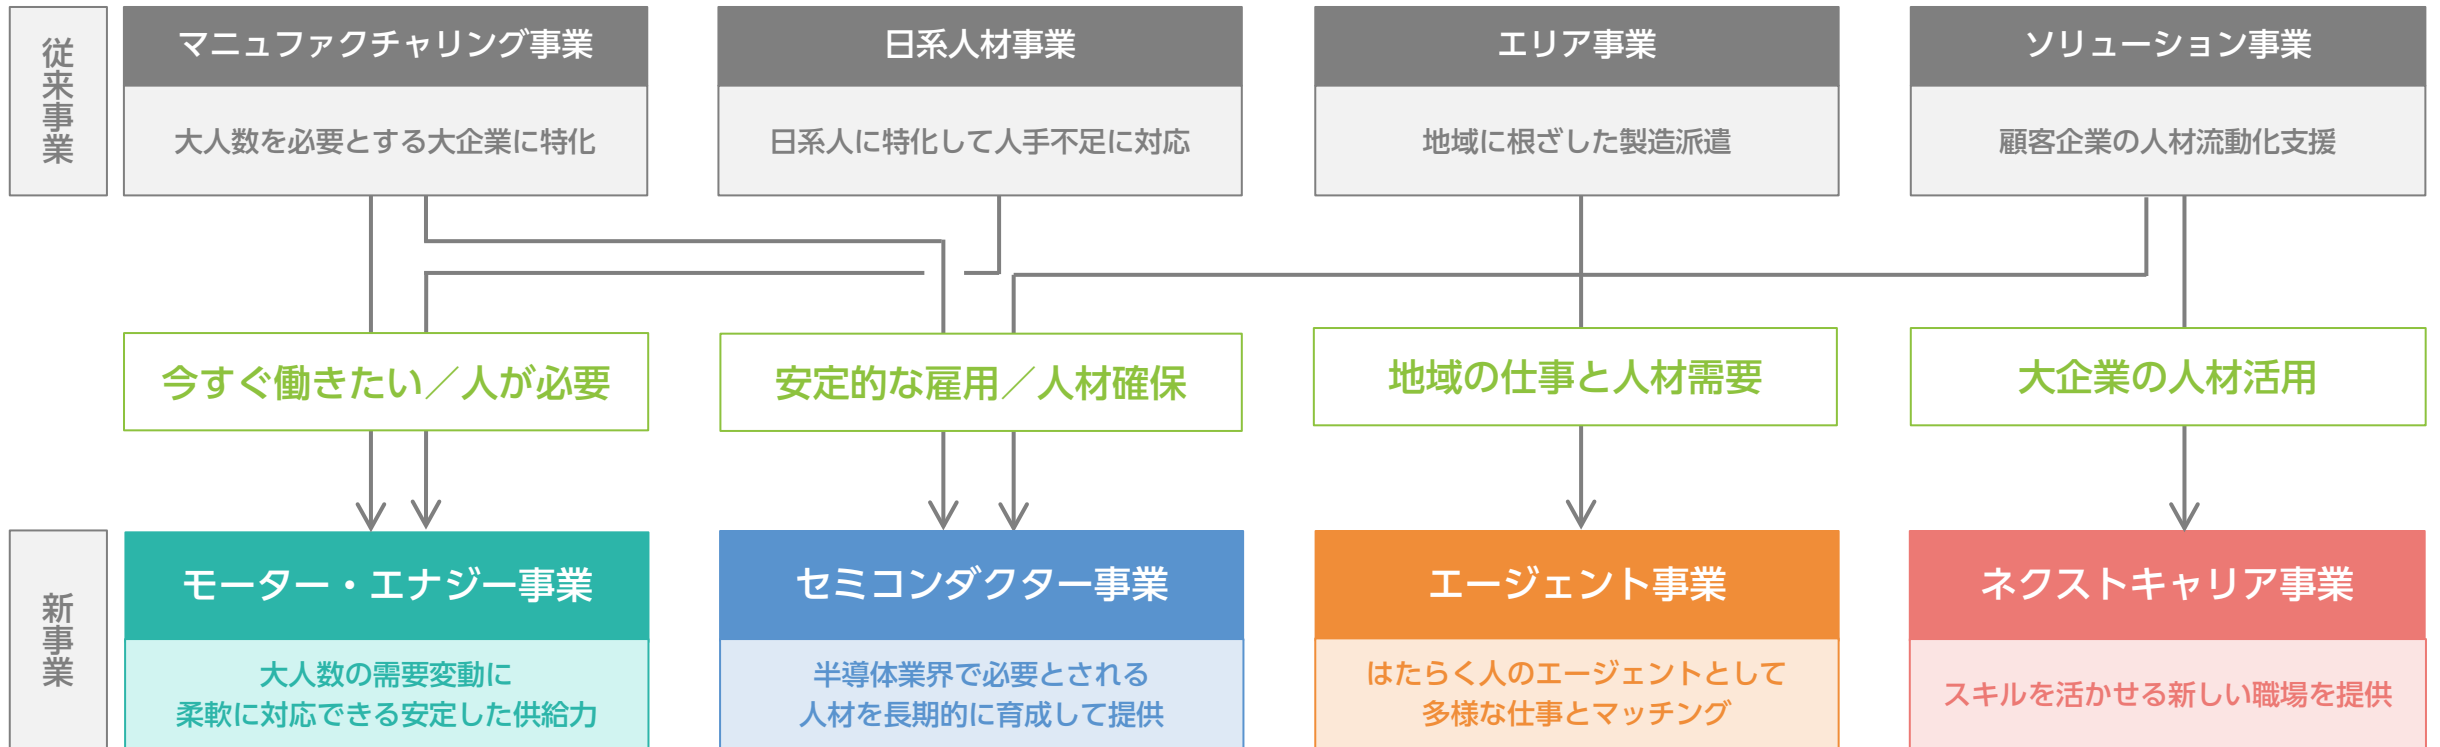 従来事業
マニュファクチャリング事業
大人数を必要とする大企業に特化
日系人材事業
日系人に特化して人手不足に対応
エリア事業
地域に根ざした製造派遣
ソリューション事業
顧客企業の人材流動化支援
今すぐ働きたい／人が必要
安定的な雇用／人材確保
地域の仕事と人材需要
大企業の人材活用
新事業
モーター・エナジー事業
大人数の需要変動に
柔軟に対応できる安定した供給力
セミコンダクター事業
半導体業界で必要とされる
人材を長期的に育成して提供
エージェント事業
はたらく人のエージェントとして
多様な仕事とマッチング
ネクストキャリア事業
スキルを活かせる新しい職場を提供